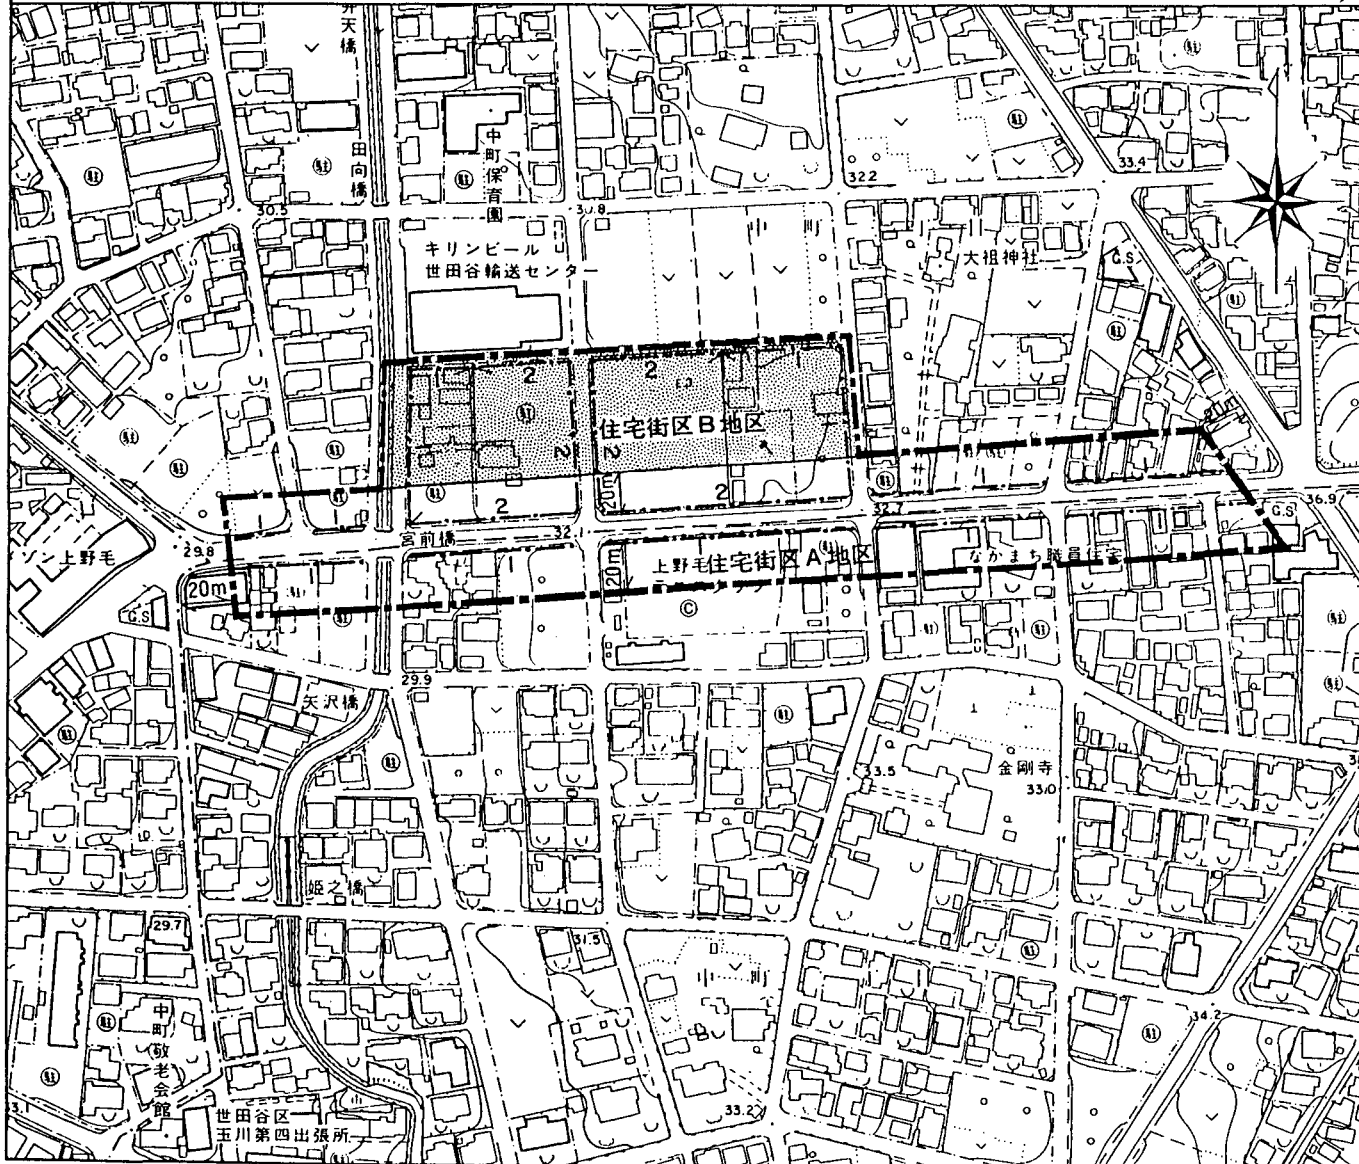 弁天橋
田向橋
中町保育園
33.4
32.2
30.5
30.8
キリンビール
世田谷輸送センター
大祖神社
G.S
2
2
住宅街区B地区
2
2
20m
2
2
36.9
G.S
32.7
宮前橋
32.1
29.8
上野毛
20m
上野毛
住宅街区A地区
なかまち職員住宅
20m
G.S
29.9
矢沢橋
33.5
金剛寺
33.0
姫之橋
29.7
31.5
中町敬老会館
34.2
33.1
33.2
世田谷区
玉川第四出張所